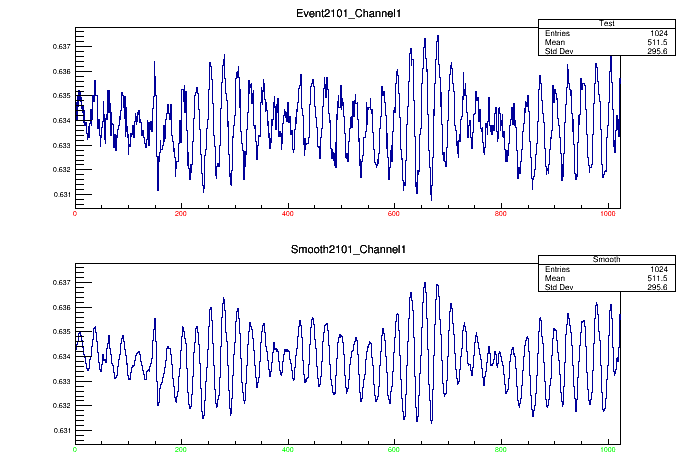 Event2101_Channel1
Test
Entries 1024
Mean 511.5
Std Dev 295.6
0.637
0.636
0.635
0.634
0.633
0.632
0.631
0 200 400 600 800 1000
Smooth2101_Channel1
Smooth
Entries 1024
Mean 511.5
Std Dev 295.6
0.637
0.636
0.635
0.634
0.633
0.632
0.631
0 200 400 600 800 1000